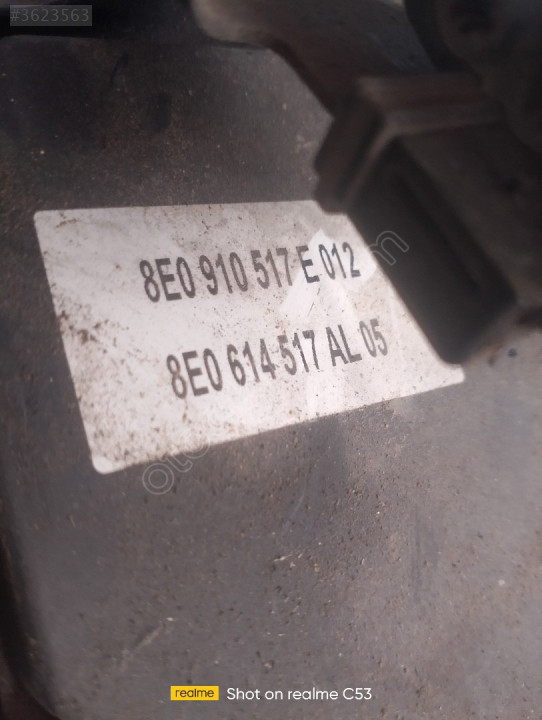 #3623563
8E0 910 517 E 012
8E0 614 517 AL 05
realme Shot on realme C53